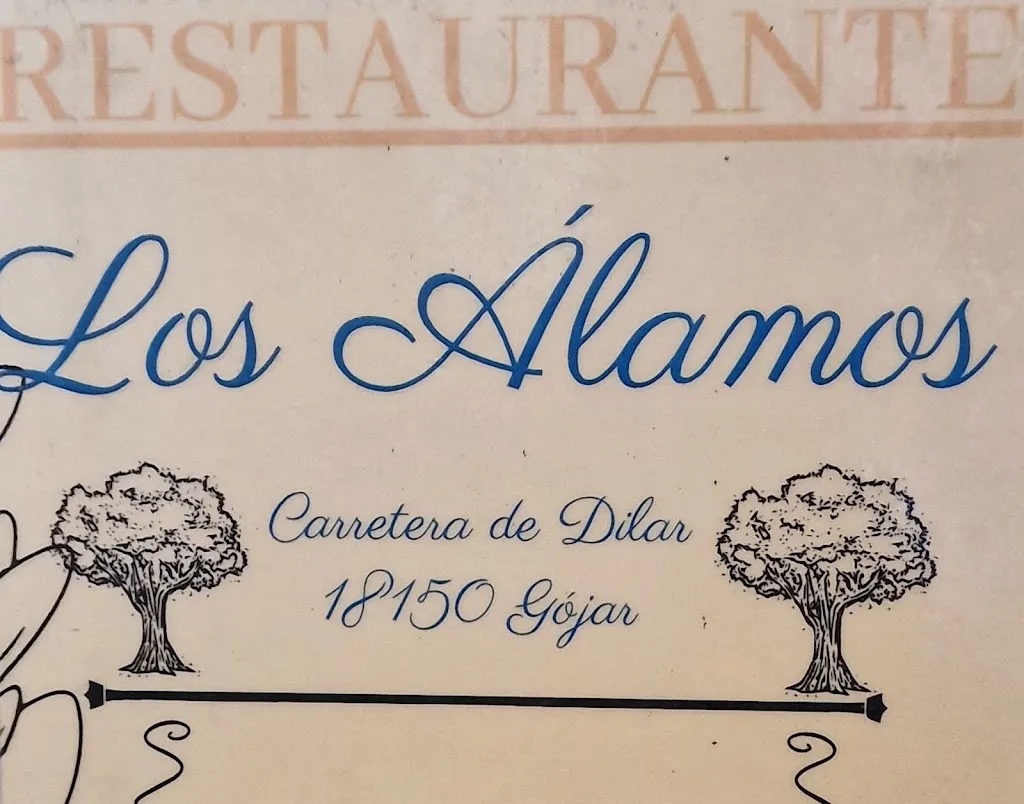 RESTAURANTE
Los Álamos
Carretera de Dilar
18150 Gójar